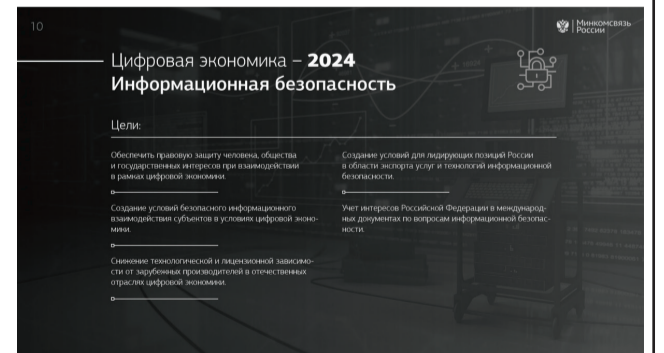 10
Минкомсвязь
России
Цифровая экономика – 2024
Информационная безопасность
Цели:
Обеспечить правовую защиту человека, общества
и государственных интересов при взаимодействии
в рамках цифровой экономики.
Создание условий безопасного информационного
взаимодействия субъектов в условиях цифровой эконо-
мики.
Снижение технологической и лицензионной зависимо-
сти от зарубежных производителей в отечественных
отраслях цифровой экономики.
Создание условий для лидирующих позиций России
в области экспорта услуг и технологий информационной
безопасности.
Учет интересов Российской Федерации в международ-
ных документах по вопросам информационной безопас-
ности.